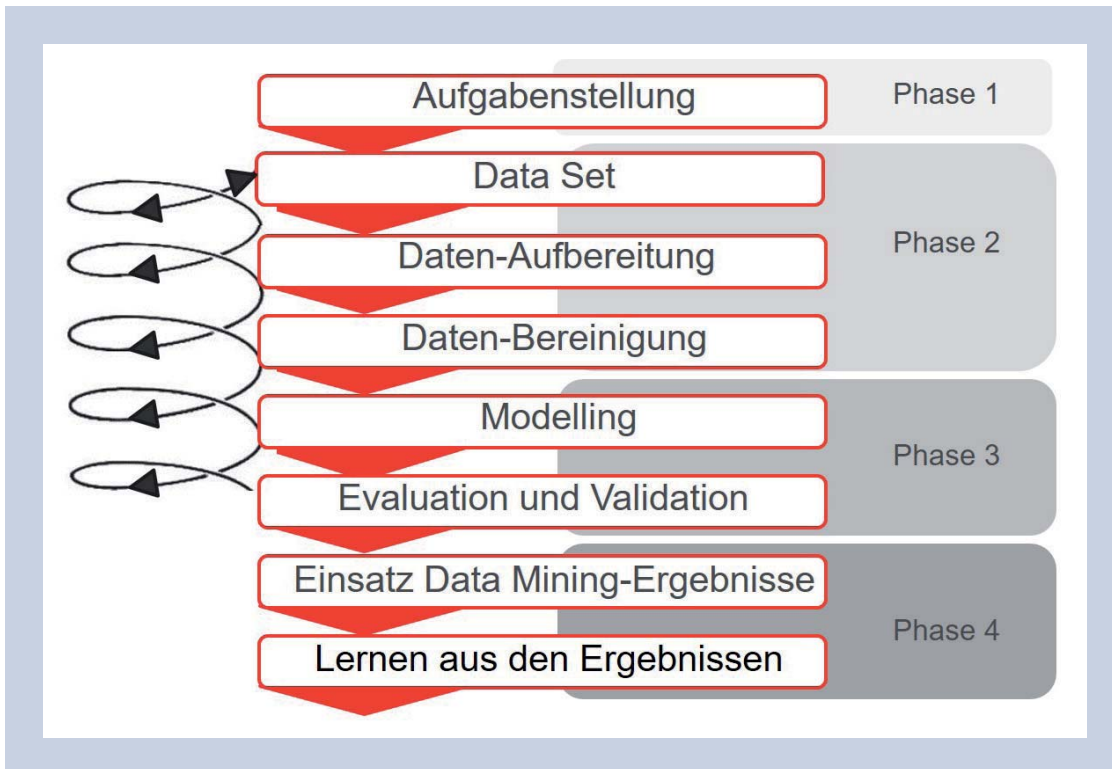 Aufgabenstellung
Phase 1
Data Set
Daten-Aufbereitung
Phase 2
Daten-Bereinigung
Modelling
Phase 3
Evaluation und Validation
Einsatz Data Mining-Ergebnisse
Phase 4
Lernen aus den Ergebnissen